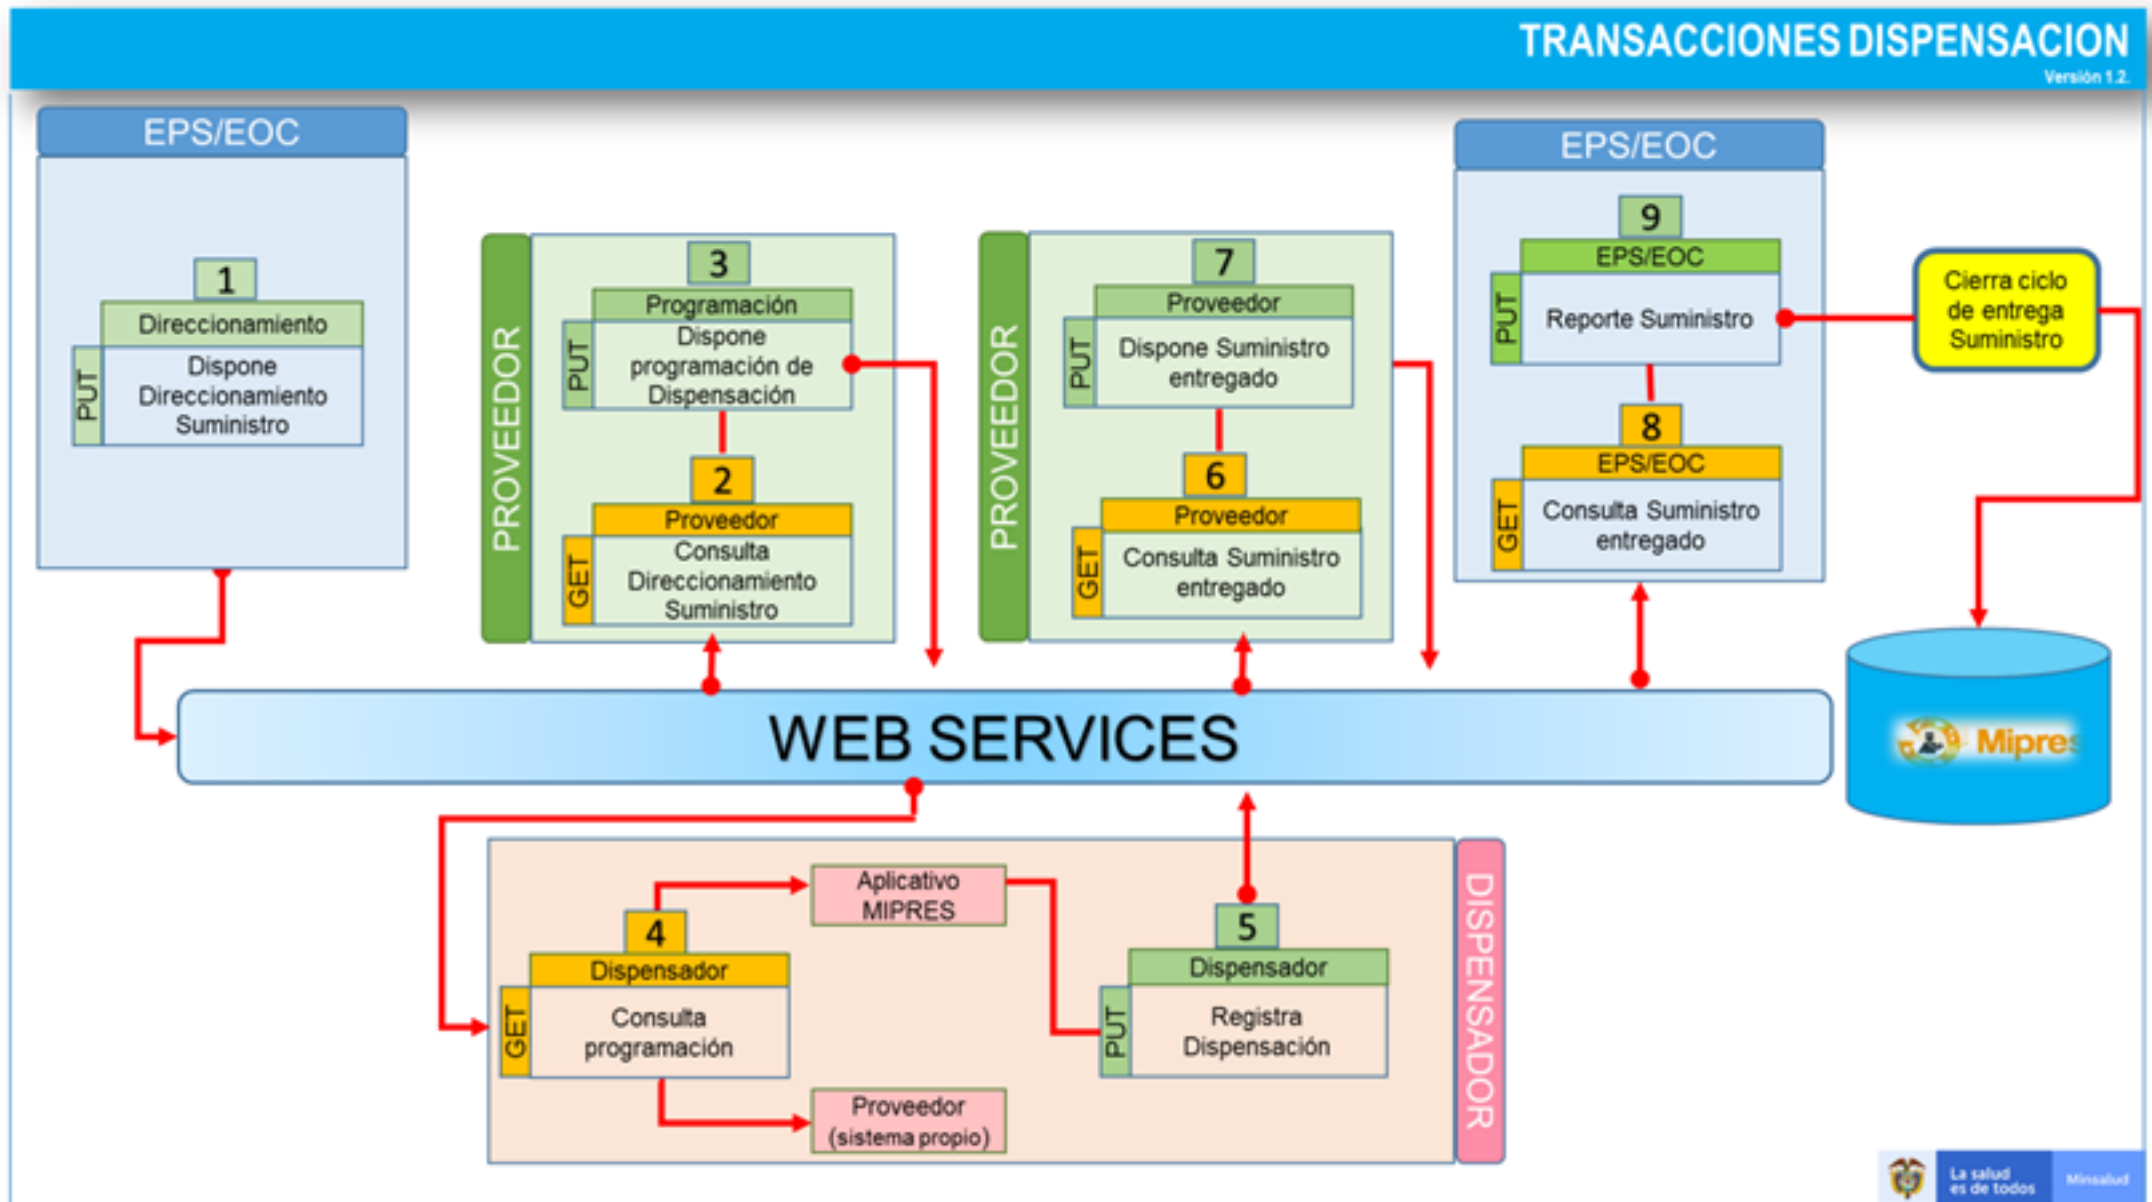 TRANSACCIONES DISPENSACION
Versión 1.2.
EPS/EOC
1
Direccionamiento
PUT
Dispone
Direccionamiento
Suministro
PROVEEDOR
3
Programación
PUT
Dispone
programación de
Dispensación
2
Proveedor
GET
Consulta
Direccionamiento
Suministro
PROVEEDOR
7
Proveedor
PUT
Dispone Suministro
entregado
6
Proveedor
GET
Consulta Suministro
entregado
EPS/EOC
9
EPS/EOC
PUT
Reporte Suministro
8
EPS/EOC
GET
Consulta Suministro
entregado
Cierra ciclo
de entrega
Suministro
WEB SERVICES
Mipres
4
Dispensador
GET
Consulta
programación
Aplicativo
MIPRES
Proveedor
(sistema propio)
5
Dispensador
PUT
Registra
Dispensación
DISPENSADOR
La salud
es de todos
Minsalud